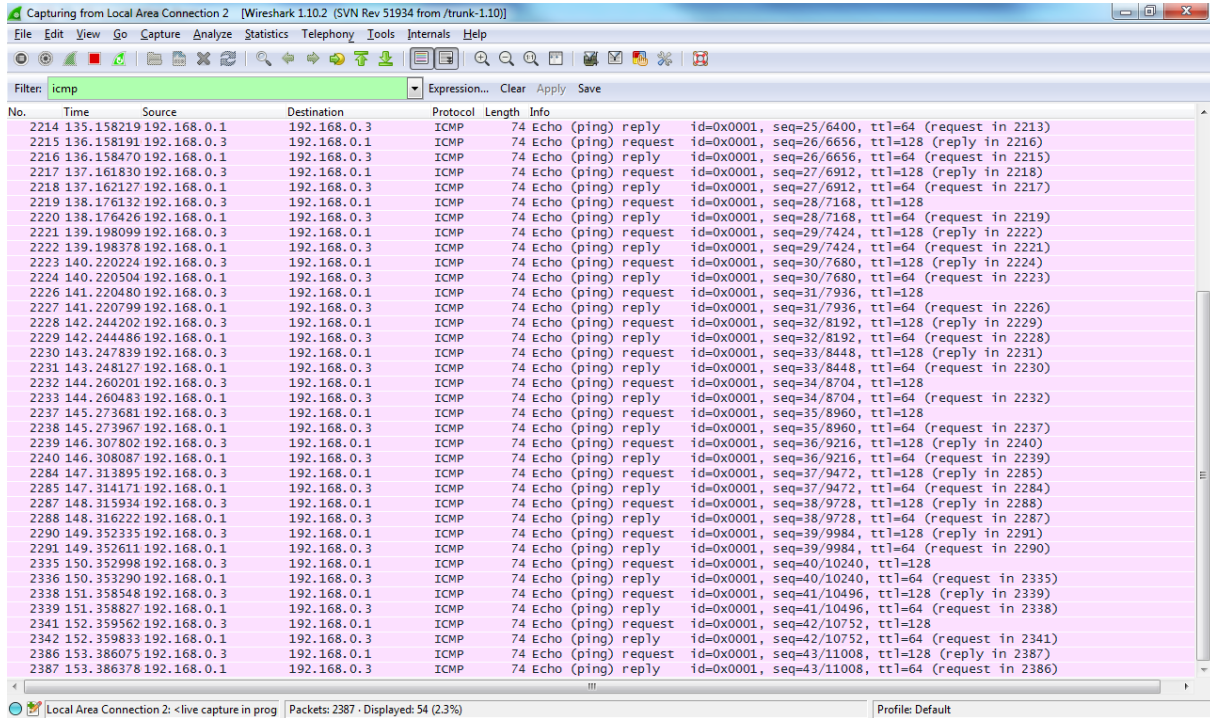 Capturing from Local Area Connection 2 [Wireshark 1.10.2 (SVN Rev 51934 from /trunk-1.10)]
File Edit View Go Capture Analyze Statistics Telephony Tools Internals Help
Filter: icmp Expression... Clear Apply Save
No. Time Source Destination Protocol Length Info
2214 135.158219 192.168.0.1 192.168.0.3 ICMP 74 Echo (ping) reply id=0x0001, seq=25/6400, ttl=64 (request in 2213)
2215 136.158191 192.168.0.3 192.168.0.1 ICMP 74 Echo (ping) request id=0x0001, seq=26/6656, ttl=128 (reply in 2216)
2216 136.158470 192.168.0.1 192.168.0.3 ICMP 74 Echo (ping) reply id=0x0001, seq=26/6656, ttl=64 (request in 2215)
2217 137.161830 192.168.0.3 192.168.0.1 ICMP 74 Echo (ping) request id=0x0001, seq=27/6912, ttl=128 (reply in 2218)
2218 137.162127 192.168.0.1 192.168.0.3 ICMP 74 Echo (ping) reply id=0x0001, seq=27/6912, ttl=64 (request in 2217)
2219 138.176132 192.168.0.3 192.168.0.1 ICMP 74 Echo (ping) request id=0x0001, seq=28/7168, ttl=128
2220 138.176426 192.168.0.1 192.168.0.3 ICMP 74 Echo (ping) reply id=0x0001, seq=28/7168, ttl=64 (request in 2219)
2221 139.198099 192.168.0.3 192.168.0.1 ICMP 74 Echo (ping) request id=0x0001, seq=29/7424, ttl=128 (reply in 2222)
2222 139.198378 192.168.0.1 192.168.0.3 ICMP 74 Echo (ping) reply id=0x0001, seq=29/7424, ttl=64 (request in 2221)
2223 140.220224 192.168.0.3 192.168.0.1 ICMP 74 Echo (ping) request id=0x0001, seq=30/7680, ttl=128 (reply in 2224)
2224 140.220504 192.168.0.1 192.168.0.3 ICMP 74 Echo (ping) reply id=0x0001, seq=30/7680, ttl=64 (request in 2223)
2226 141.220480 192.168.0.3 192.168.0.1 ICMP 74 Echo (ping) request id=0x0001, seq=31/7936, ttl=128
2227 141.220799 192.168.0.1 192.168.0.3 ICMP 74 Echo (ping) reply id=0x0001, seq=31/7936, ttl=64 (request in 2226)
2228 142.244202 192.168.0.3 192.168.0.1 ICMP 74 Echo (ping) request id=0x0001, seq=32/8192, ttl=128 (reply in 2229)
2229 142.244486 192.168.0.1 192.168.0.3 ICMP 74 Echo (ping) reply id=0x0001, seq=32/8192, ttl=64 (request in 2228)
2230 143.247839 192.168.0.3 192.168.0.1 ICMP 74 Echo (ping) request id=0x0001, seq=33/8448, ttl=128 (reply in 2231)
2231 143.248127 192.168.0.1 192.168.0.3 ICMP 74 Echo (ping) reply id=0x0001, seq=33/8448, ttl=64 (request in 2230)
2232 144.260201 192.168.0.3 192.168.0.1 ICMP 74 Echo (ping) request id=0x0001, seq=34/8704, ttl=128
2233 144.260483 192.168.0.1 192.168.0.3 ICMP 74 Echo (ping) reply id=0x0001, seq=34/8704, ttl=64 (request in 2232)
2237 145.273681 192.168.0.3 192.168.0.1 ICMP 74 Echo (ping) request id=0x0001, seq=35/8960, ttl=128
2238 145.273967 192.168.0.1 192.168.0.3 ICMP 74 Echo (ping) reply id=0x0001, seq=35/8960, ttl=64 (request in 2237)
2239 146.307802 192.168.0.3 192.168.0.1 ICMP 74 Echo (ping) request id=0x0001, seq=36/9216, ttl=128 (reply in 2240)
2240 146.308087 192.168.0.1 192.168.0.3 ICMP 74 Echo (ping) reply id=0x0001, seq=36/9216, ttl=64 (request in 2239)
2284 147.313895 192.168.0.3 192.168.0.1 ICMP 74 Echo (ping) request id=0x0001, seq=37/9472, ttl=128 (reply in 2285)
2285 147.314171 192.168.0.1 192.168.0.3 ICMP 74 Echo (ping) reply id=0x0001, seq=37/9472, ttl=64 (request in 2284)
2287 148.315934 192.168.0.3 192.168.0.1 ICMP 74 Echo (ping) request id=0x0001, seq=38/9728, ttl=128 (reply in 2288)
2288 148.316222 192.168.0.1 192.168.0.3 ICMP 74 Echo (ping) reply id=0x0001, seq=38/9728, ttl=64 (request in 2287)
2290 149.352335 192.168.0.3 192.168.0.1 ICMP 74 Echo (ping) request id=0x0001, seq=39/9984, ttl=128 (reply in 2291)
2291 149.352611 192.168.0.1 192.168.0.3 ICMP 74 Echo (ping) reply id=0x0001, seq=39/9984, ttl=64 (request in 2290)
2335 150.352998 192.168.0.3 192.168.0.1 ICMP 74 Echo (ping) request id=0x0001, seq=40/10240, ttl=128
2336 150.353290 192.168.0.1 192.168.0.3 ICMP 74 Echo (ping) reply id=0x0001, seq=40/10240, ttl=64 (request in 2335)
2338 151.358548 192.168.0.3 192.168.0.1 ICMP 74 Echo (ping) request id=0x0001, seq=41/10496, ttl=128 (reply in 2339)
2339 151.358827 192.168.0.1 192.168.0.3 ICMP 74 Echo (ping) reply id=0x0001, seq=41/10496, ttl=64 (request in 2338)
2341 152.359562 192.168.0.3 192.168.0.1 ICMP 74 Echo (ping) request id=0x0001, seq=42/10752, ttl=128
2342 152.359833 192.168.0.1 192.168.0.3 ICMP 74 Echo (ping) reply id=0x0001, seq=42/10752, ttl=64 (request in 2341)
2386 153.386075 192.168.0.3 192.168.0.1 ICMP 74 Echo (ping) request id=0x0001, seq=43/11008, ttl=128 (reply in 2387)
2387 153.386378 192.168.0.1 192.168.0.3 ICMP 74 Echo (ping) reply id=0x0001, seq=43/11008, ttl=64 (request in 2386)
Local Area Connection 2: <live capture in prog Packets: 2387 · Displayed: 54 (2.3%) Profile: Default